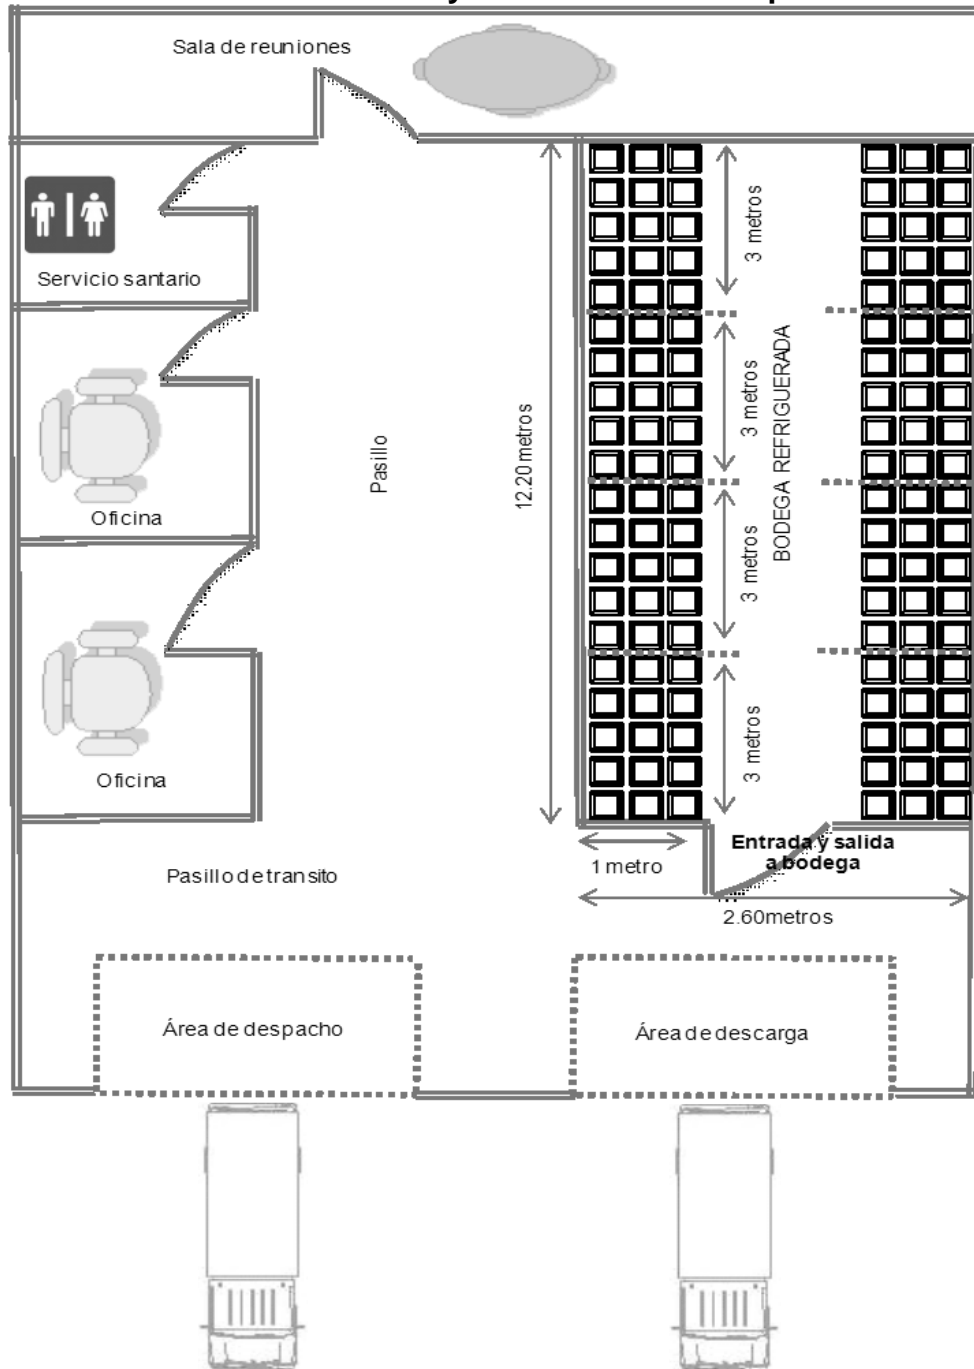 y
Sala de reuniones
Servicio santario
Oficina
Oficina
Pasillo
12.20 metros
3 metros
3 metros
3 metros
3 metros
BODEGA REFRIGUERADA
1 metro
Entrada y salida
a bodega
2.60metros
Pasillo de transito
Área de despacho
Área de descarga